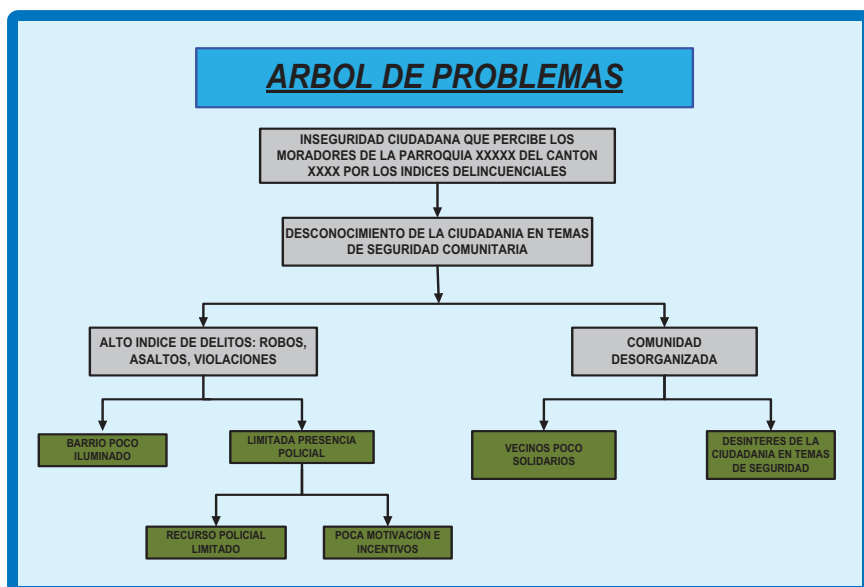 ARBOL DE PROBLEMAS
INSEGURIDAD CIUDADANA QUE PERCIBE LOS
MORADORES DE LA PARROQUIA XXXXX DEL CANTON
XXXX POR LOS INDICES DELINCUENCIALES
DESCONOCIMIENTO DE LA CIUDADANIA EN TEMAS
DE SEGURIDAD COMUNITARIA
ALTO INDICE DE DELITOS: ROBOS,
ASALTOS, VIOLACIONES
COMUNIDAD
DESORGANIZADA
BARRIO POCO
ILUMINADO
LIMITADA PRESENCIA
POLICIAL
VECINOS POCO
SOLIDARIOS
DESINTERES DE LA
CIUDADANIA EN TEMAS
DE SEGURIDAD
RECURSO POLICIAL
LIMITADO
POCA MOTIVACION E
INCENTIVOS